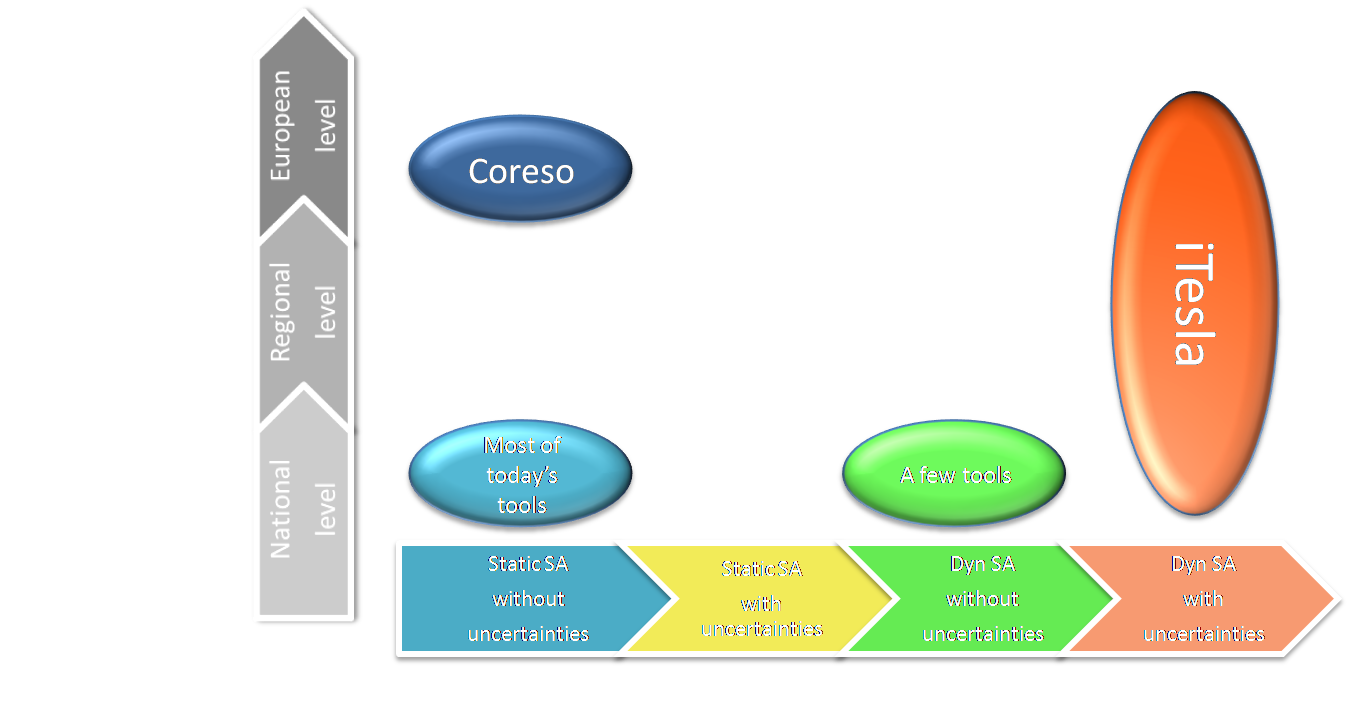 European
level
Regional
level
National
level
Coreso
iTesla
Most of
today's
tools
A few tools
Static SA
without
uncertainties
Static SA
with
uncertainties
Dyn SA
without
uncertainties
Dyn SA
with
uncertainties